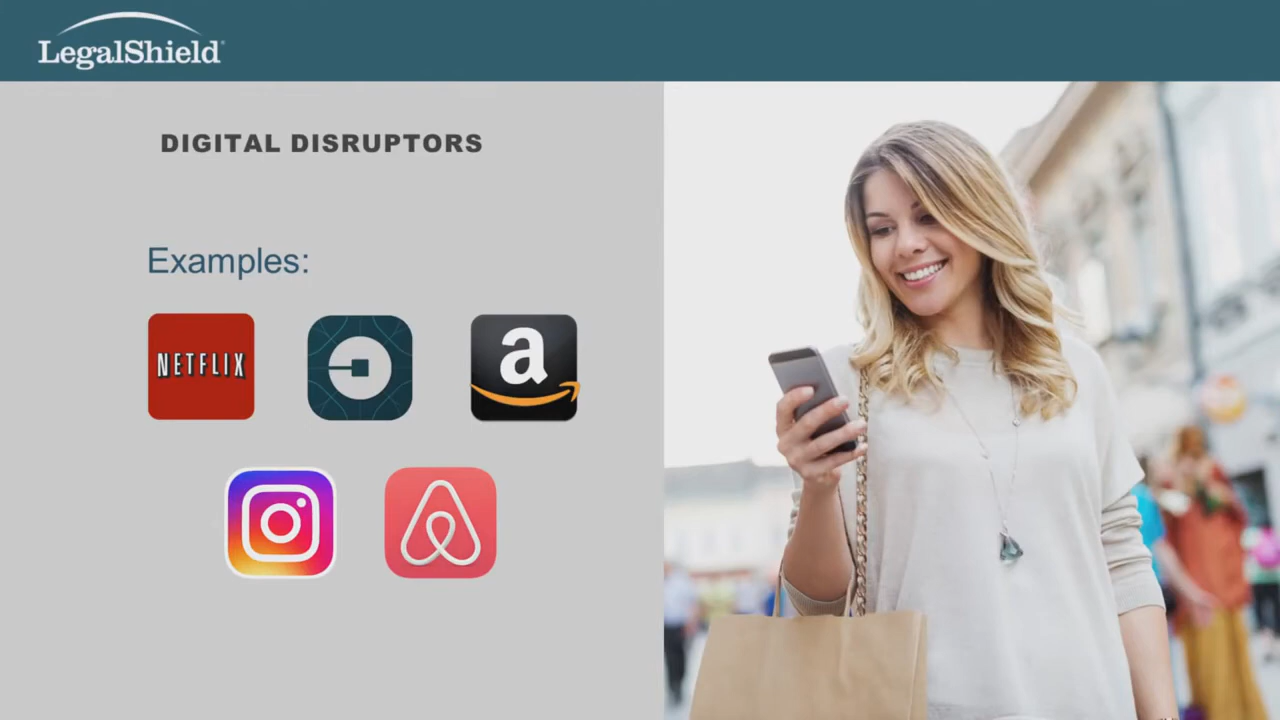 LegalShield
DIGITAL DISRUPTORS
Examples:
NETFLIX
a